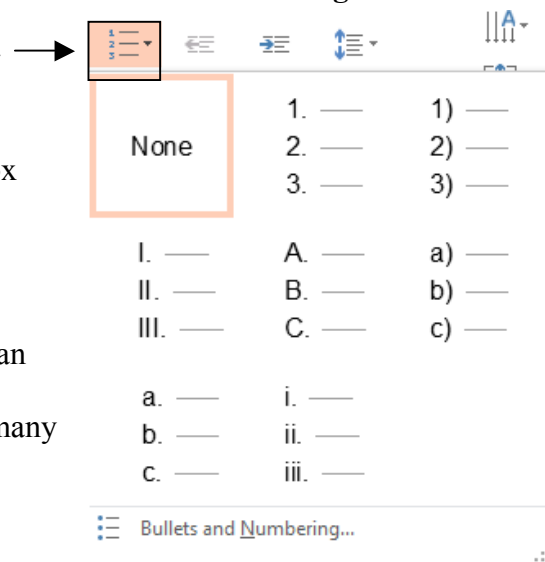 1. 1)
None 2. 2)
3. 3)
I. A. a)
II. B. b)
III. C. c)
an
a. i.
many
b. ii.
c. iii.
Bullets and Numbering...